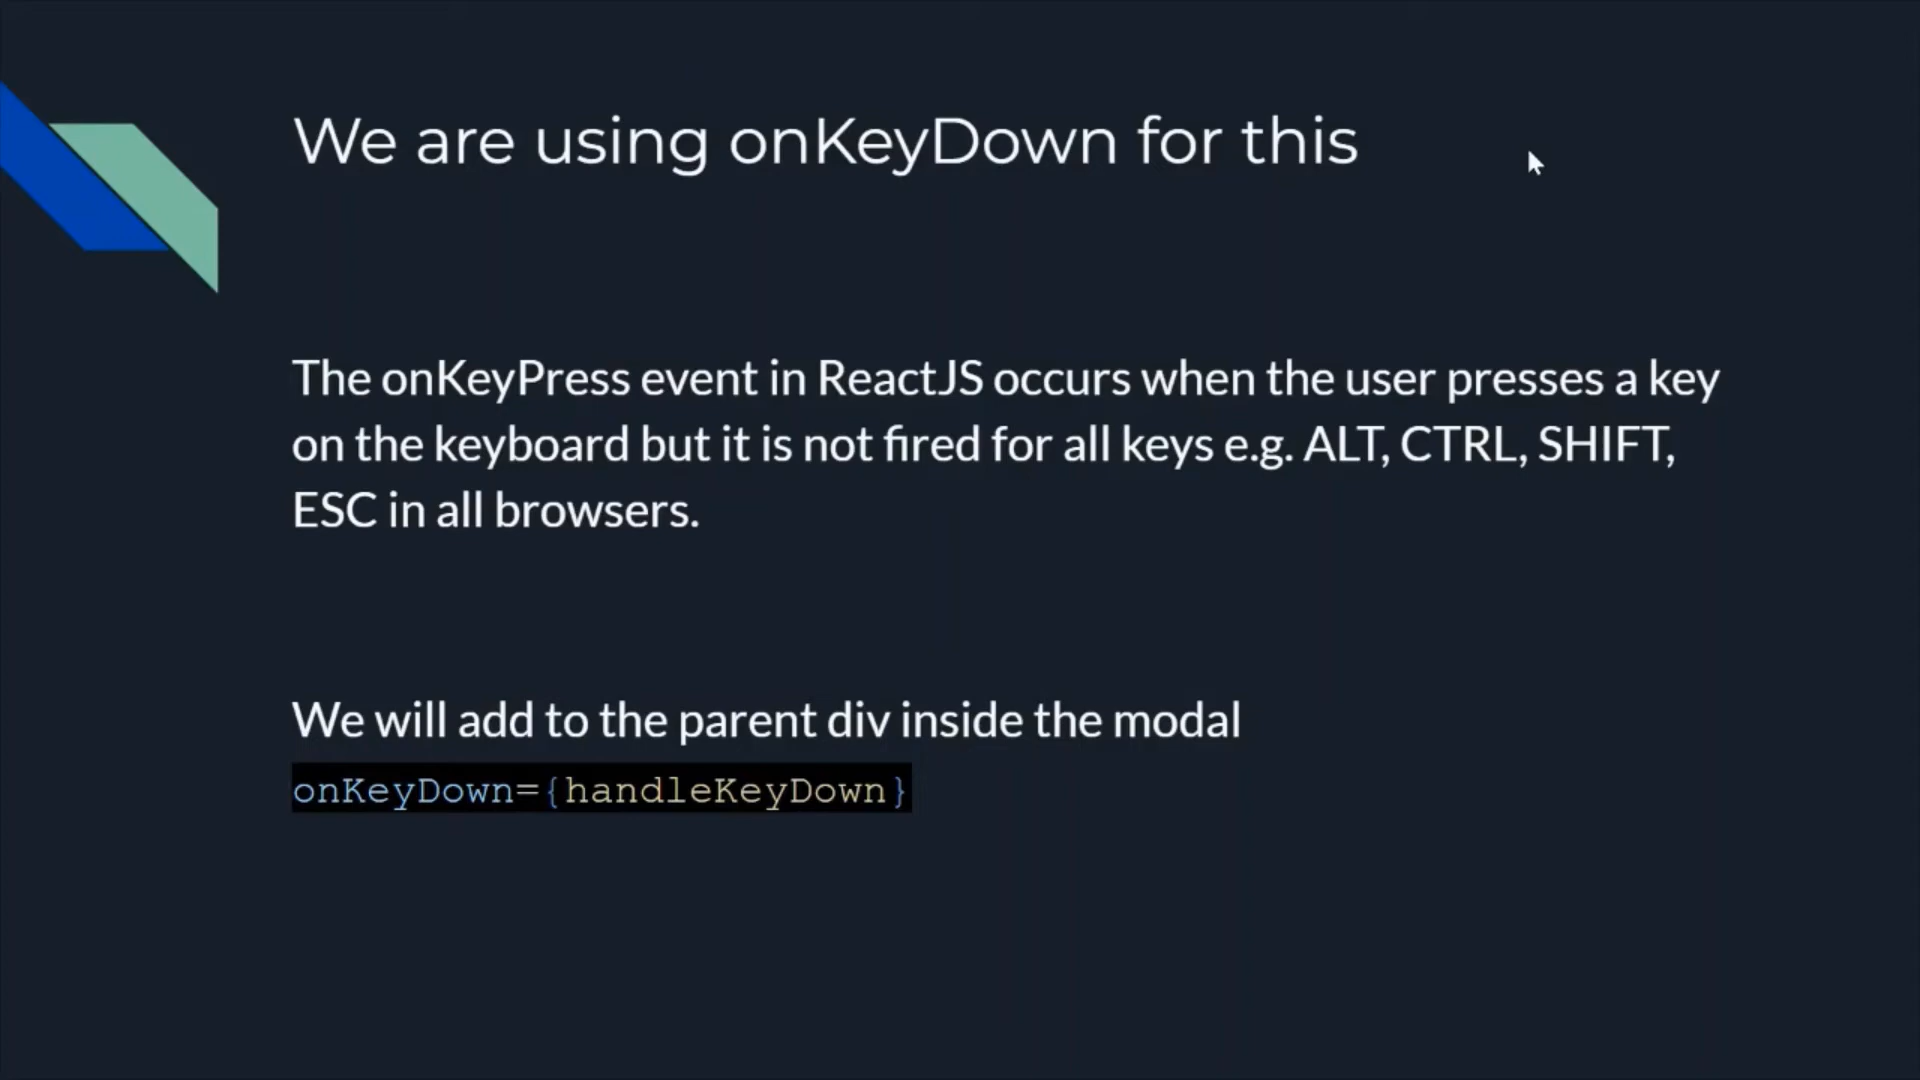 We are using onKeyDown for this
The onKeyPress event in ReactJS occurs when the user presses a key
on the keyboard but it is not fired for all keys e.g. ALT, CTRL, SHIFT,
ESC in all browsers.
We will add to the parent div inside the modal
onKeyDown={handleKeyDown}